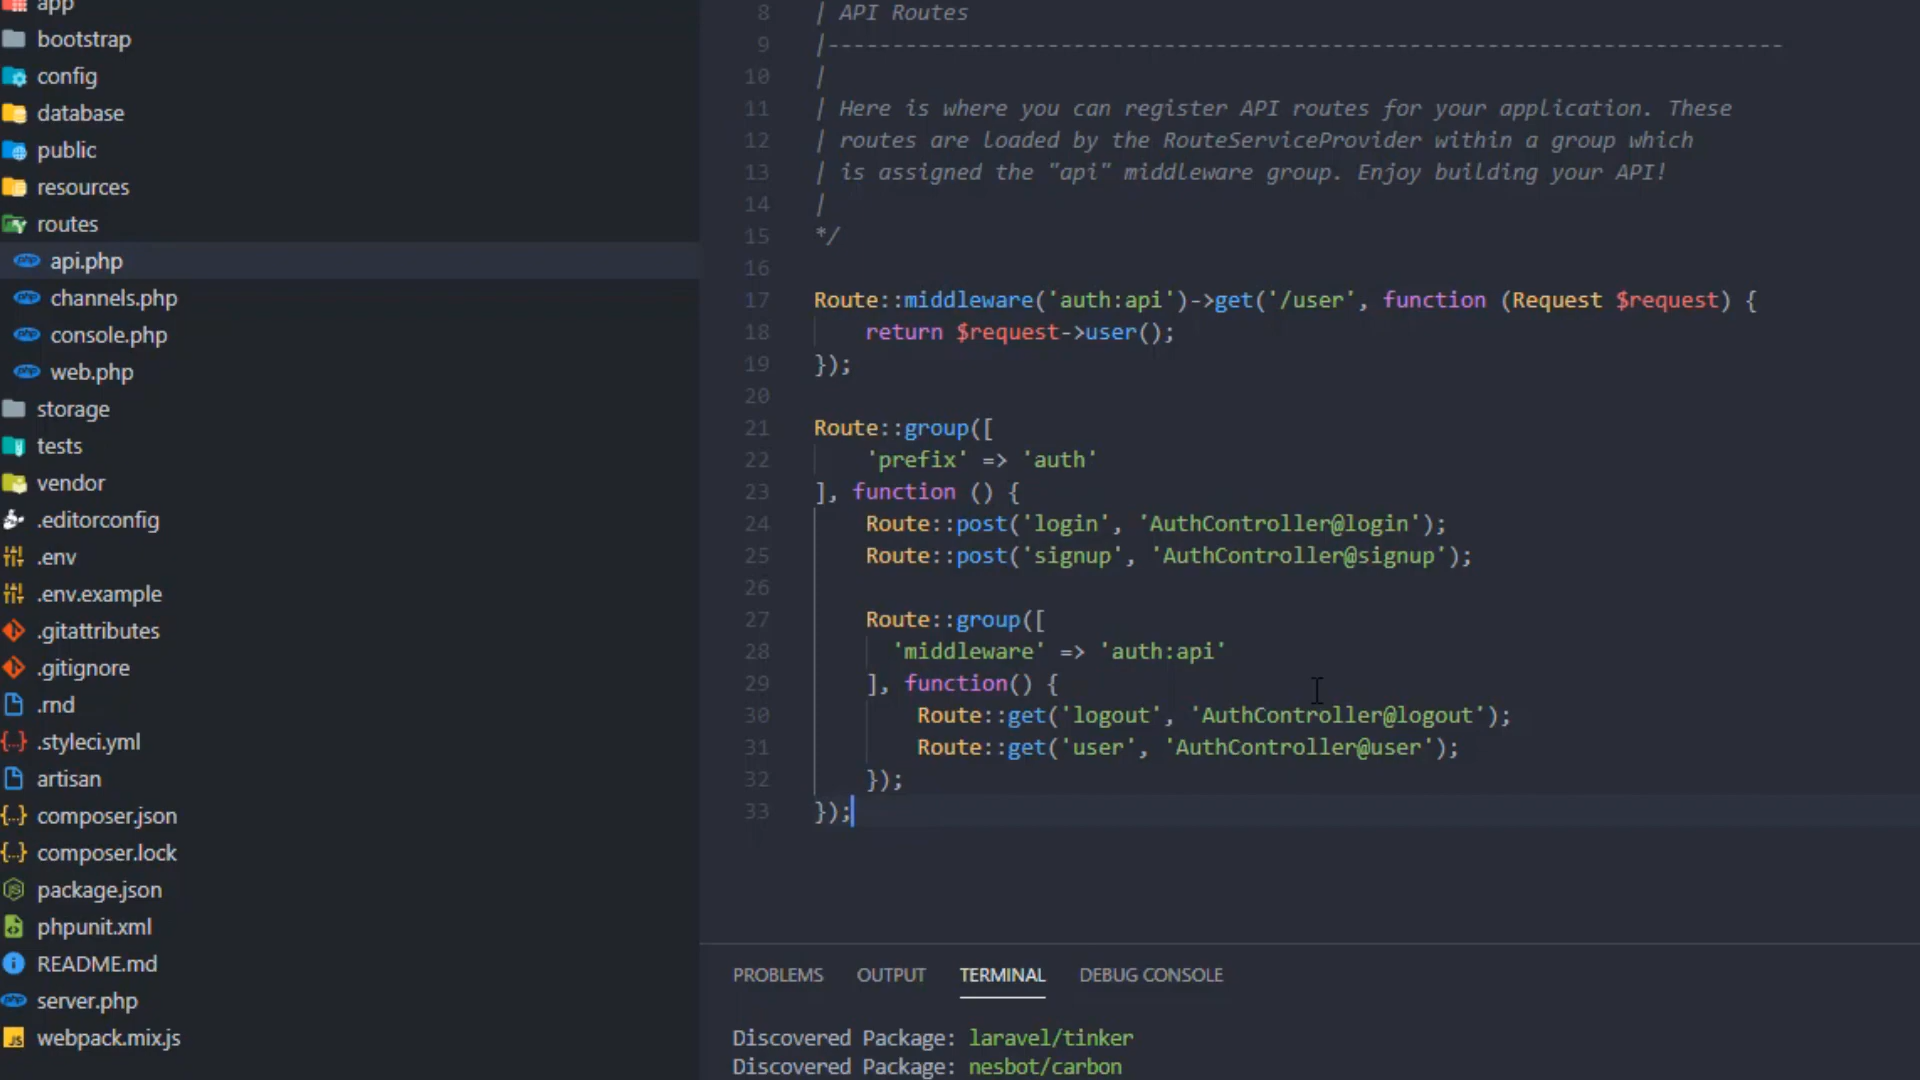 app
bootstrap
config
database
public
resources
routes
api.php
channels.php
console.php
web.php
storage
tests
vendor
.editorconfig
.env
.env.example
.gitattributes
.gitignore
.rnd
.styleci.yml
artisan
composer.json
composer.lock
package.json
phpunit.xml
README.md
server.php
webpack.mix.js
8 | API Routes
9 |--------------------------------------------------------------------------
10 |
11 | Here is where you can register API routes for your application. These
12 | routes are loaded by the RouteServiceProvider within a group which
13 | is assigned the "api" middleware group. Enjoy building your API!
14 |
15 */
16
17 Route::middleware('auth:api')->get('/user', function (Request $request) {
18     return $request->user();
19 });
20
21 Route::group([
22     'prefix' => 'auth'
23 ], function () {
24     Route::post('login', 'AuthController@login');
25     Route::post('signup', 'AuthController@signup');
26
27     Route::group([
28       'middleware' => 'auth:api'
29     ], function() {
30         Route::get('logout', 'AuthController@logout');
31         Route::get('user', 'AuthController@user');
32     });
33 });
PROBLEMS OUTPUT TERMINAL DEBUG CONSOLE
Discovered Package: laravel/tinker
Discovered Package: nesbot/carbon